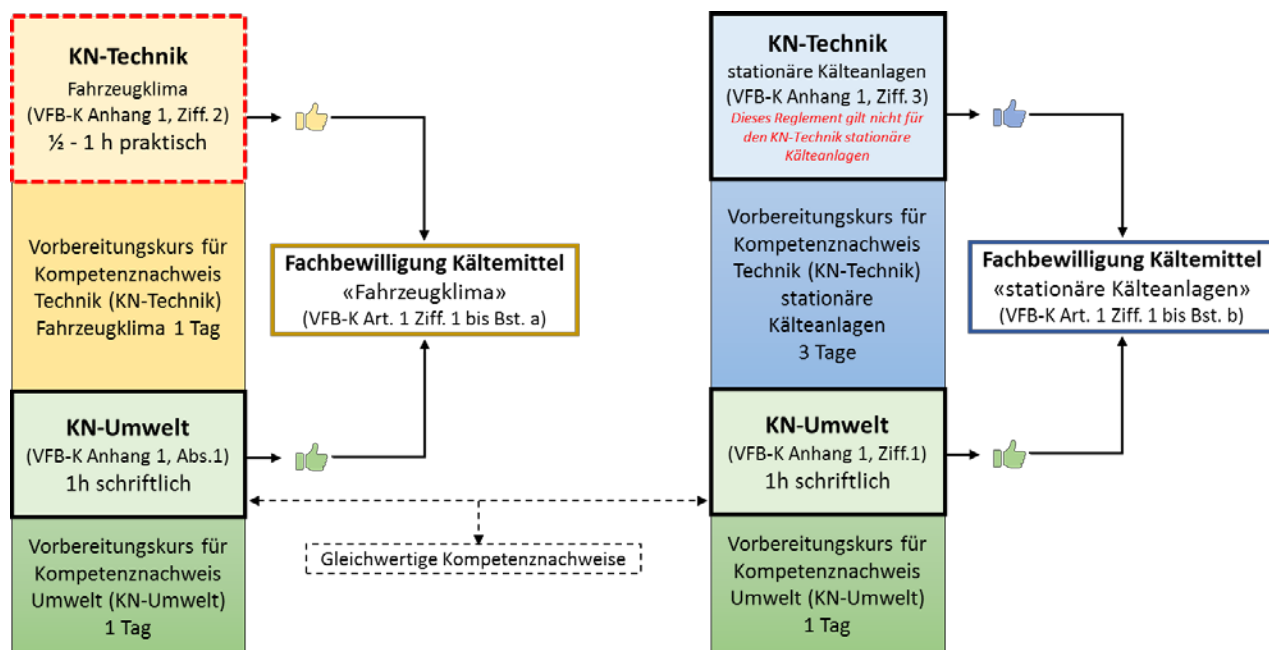 KN-Technik
Fahrzeugklima
(VFB-K Anhang 1, Ziff. 2)
½ - 1 h praktisch
Vorbereitungskurs für
Kompetenznachweis
Technik (KN-Technik)
Fahrzeugklima 1 Tag
KN-Umwelt
(VFB-K Anhang 1, Abs.1)
1h schriftlich
Vorbereitungskurs für
Kompetenznachweis
Umwelt (KN-Umwelt)
1 Tag
Fachbewilligung Kältemittel
«Fahrzeugklima»
(VFB-K Art. 1 Ziff. 1 bis Bst. a)
Gleichwertige Kompetenznachweise
KN-Technik
stationäre Kälteanlagen
(VFB-K Anhang 1, Ziff. 3)
Dieses Reglement gilt nicht für
den KN-Technik stationäre
Kälteanlagen
Vorbereitungskurs für
Kompetenznachweis
Technik (KN-Technik)
stationäre
Kälteanlagen
3 Tage
KN-Umwelt
(VFB-K Anhang 1, Ziff.1)
1h schriftlich
Vorbereitungskurs für
Kompetenznachweis
Umwelt (KN-Umwelt)
1 Tag
Fachbewilligung Kältemittel
«stationäre Kälteanlagen»
(VFB-K Art. 1 Ziff. 1 bis Bst. b)